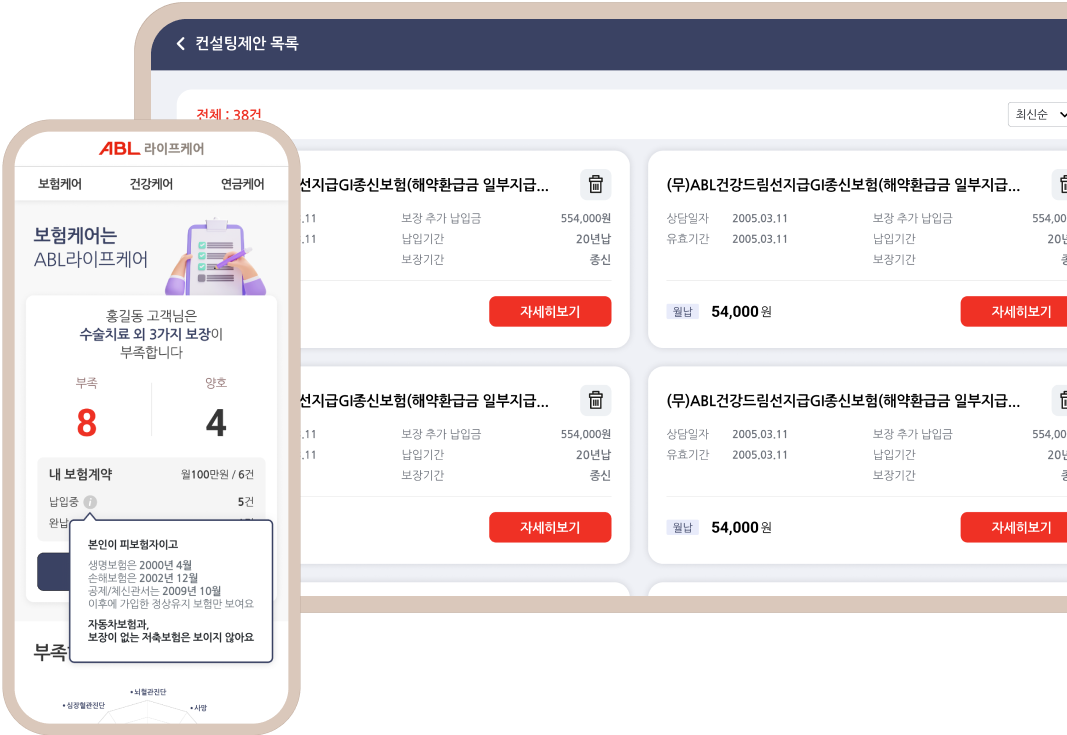 컨설팅제안 목록
전체 : 38건
최신순
선지급GI종신보험(해약환급금 일부지급...
.11
보장 추가 납입금
554,000원
.11
납입기간
20년납
보장기간
종신
자세히보기
(무)ABL건강드림선지급GI종신보험(해약환급금 일부지급...
상담일자
2005.03.11
보장 추가 납입금
554,00
유효기간
2005.03.11
납입기간
20년
보장기간
월납
54,000 원
자세히보기
선지급GI종신보험(해약환급금 일부지급...
.11
보장 추가 납입금
554,000원
.11
납입기간
20년납
보장기간
종신
자세히보기
(무)ABL건강드림선지급GI종신보험(해약환급금 일부지급...
상담일자
2005.03.11
보장 추가 납입금
554,00
유효기간
2005.03.11
납입기간
20년
보장기간
월납
54,000 원
자세히보기
ABL 라이프케어
보험케어
건강케어
연금케어
보험케어는
ABL라이프케어
홍길동 고객님은
수술치료 외 3가지 보장이
부족합니다
부족
양호
8
4
내 보험계약
월100만원 / 6건
납입중
5건
완납
본인이 피보험자이고
생명보험은 2000년 4월
손해보험은 2002년 12월
공제/체신관서는 2009년 10월
이후에 가입한 정상유지 보험만 보여요
자동차보험과,
보장이 없는 저축보험은 보이지 않아요
부족
• 뇌혈관진단
• 심장혈관진단
• 사망